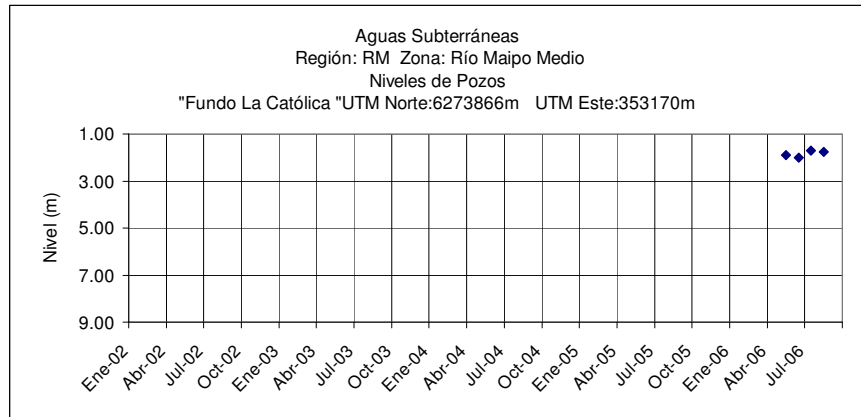 Aguas Subterráneas
Región: RM  Zona: Río Maipo Medio
Niveles de Pozos
"Fundo La Católica "UTM Norte:6273866m   UTM Este:353170m
Nivel (m)
1.00
3.00
5.00
7.00
9.00
Ene-02
Abr-02
Jul-02
Oct-02
Ene-03
Abr-03
Jul-03
Oct-03
Ene-04
Abr-04
Jul-04
Oct-04
Ene-05
Abr-05
Jul-05
Oct-05
Ene-06
Abr-06
Jul-06